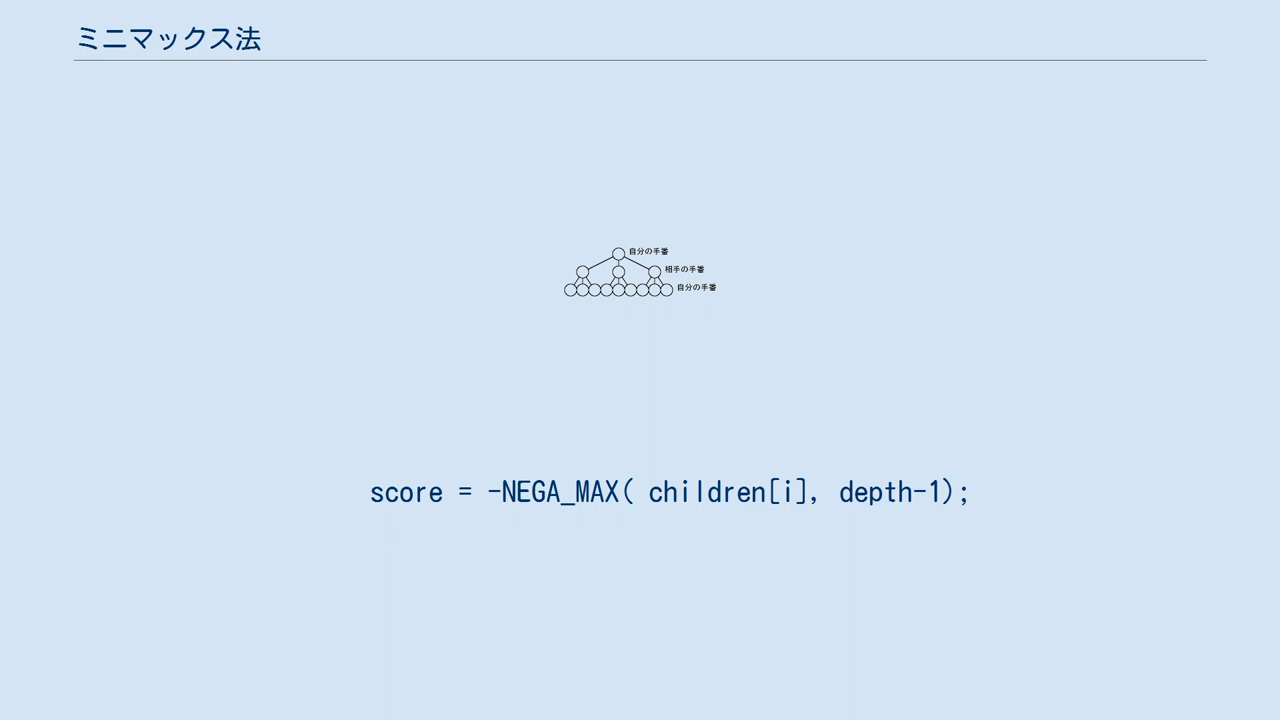 ミニマックス法
自分の手番
相手の手番
自分の手番
score = -NEGA_MAX( children[i], depth-1);